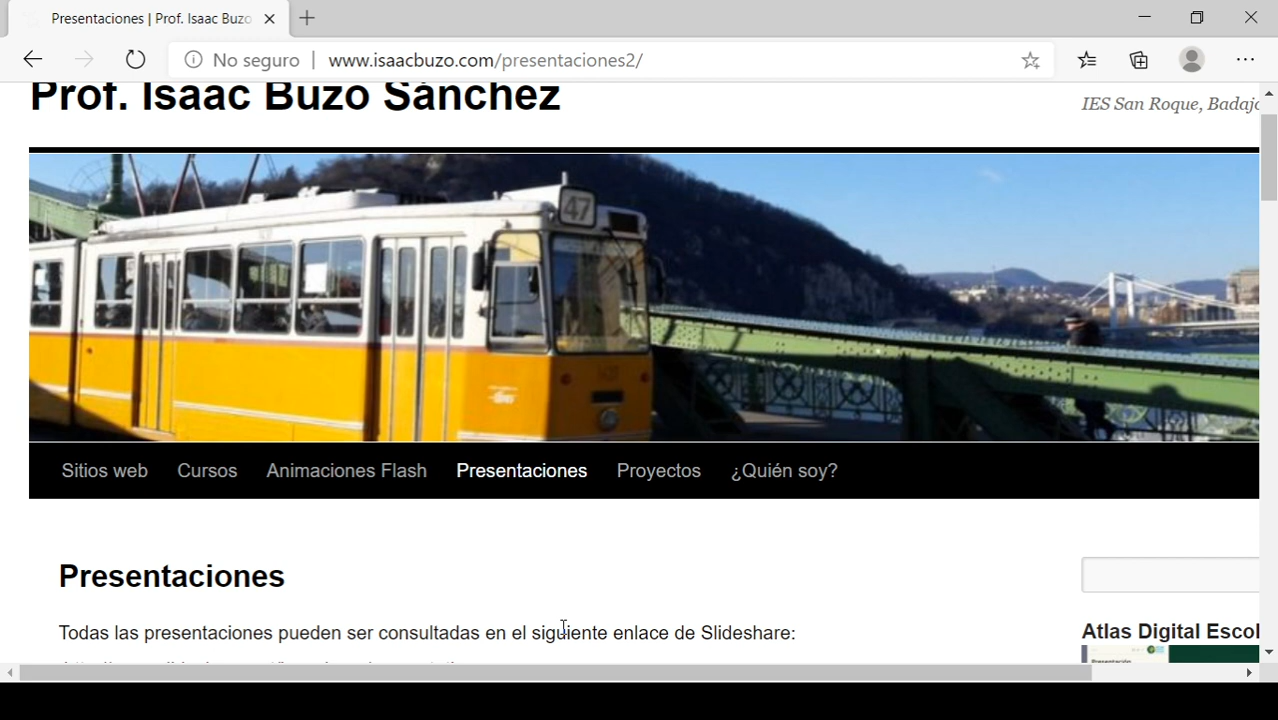 Presentaciones | Prof. Isaac Buzo
No seguro | www.isaacbuzo.com/presentaciones2/
Prof. Isaac Buzo Sánchez
IES San Roque,
47
Sitios web Cursos Animaciones Flash Presentaciones Proyectos ¿Quién soy?
Presentaciones
Todas las presentaciones pueden ser consultadas en el siguiente enlace de Slideshare:
Atlas Digital
Presentación